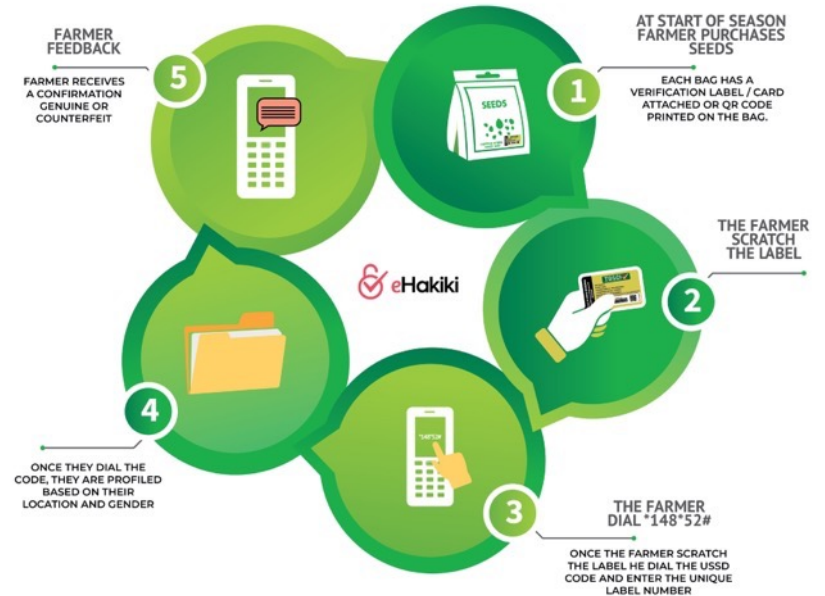 AT START OF SEASON
FARMER PURCHASES
SEEDS
1
EACH BAG HAS A
VERIFICATION LABEL / CARD
ATTACHED OR QR CODE
PRINTED ON THE BAG.
SEEDS
THE FARMER
SCRATCH
THE LABEL
2
THE FARMER
DIAL *148*52#
3
ONCE THE FARMER SCRATCH
THE LABEL HE DIAL THE USSD
CODE AND ENTER THE UNIQUE
LABEL NUMBER
*148*52#
4
ONCE THEY DIAL THE
CODE, THEY ARE PROFILED
BASED ON THEIR
LOCATION AND GENDER
FARMER
FEEDBACK
5
FARMER RECEIVES
A CONFIRMATION
GENUINE OR
COUNTERFEIT
eHakiki